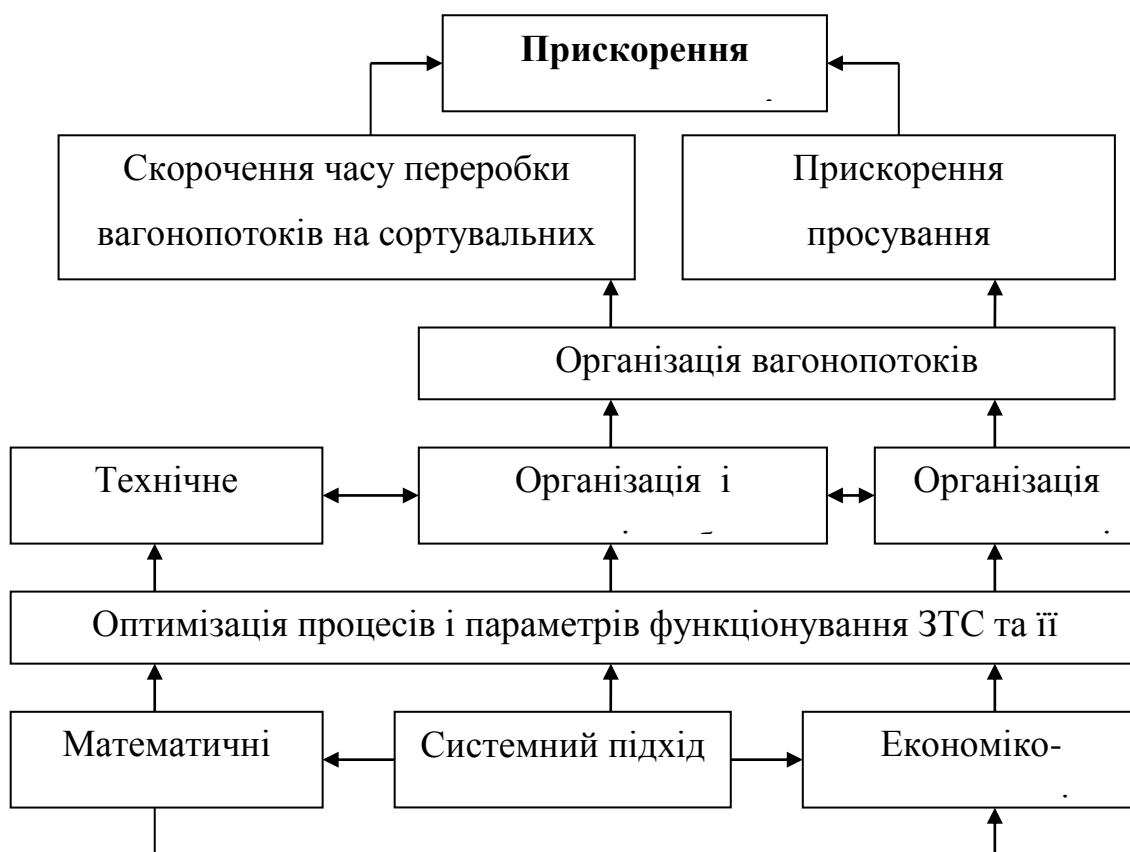 Прискорення
Скорочення часу переробки
вагонопотоків на сортувальних
Прискорення
просування
Організація вагонопотоків
Технічне
Організація і
Організація
Оптимізація процесів і параметрів функціонування ЗТС та її
Математичні
Системний підхід
Економіко-